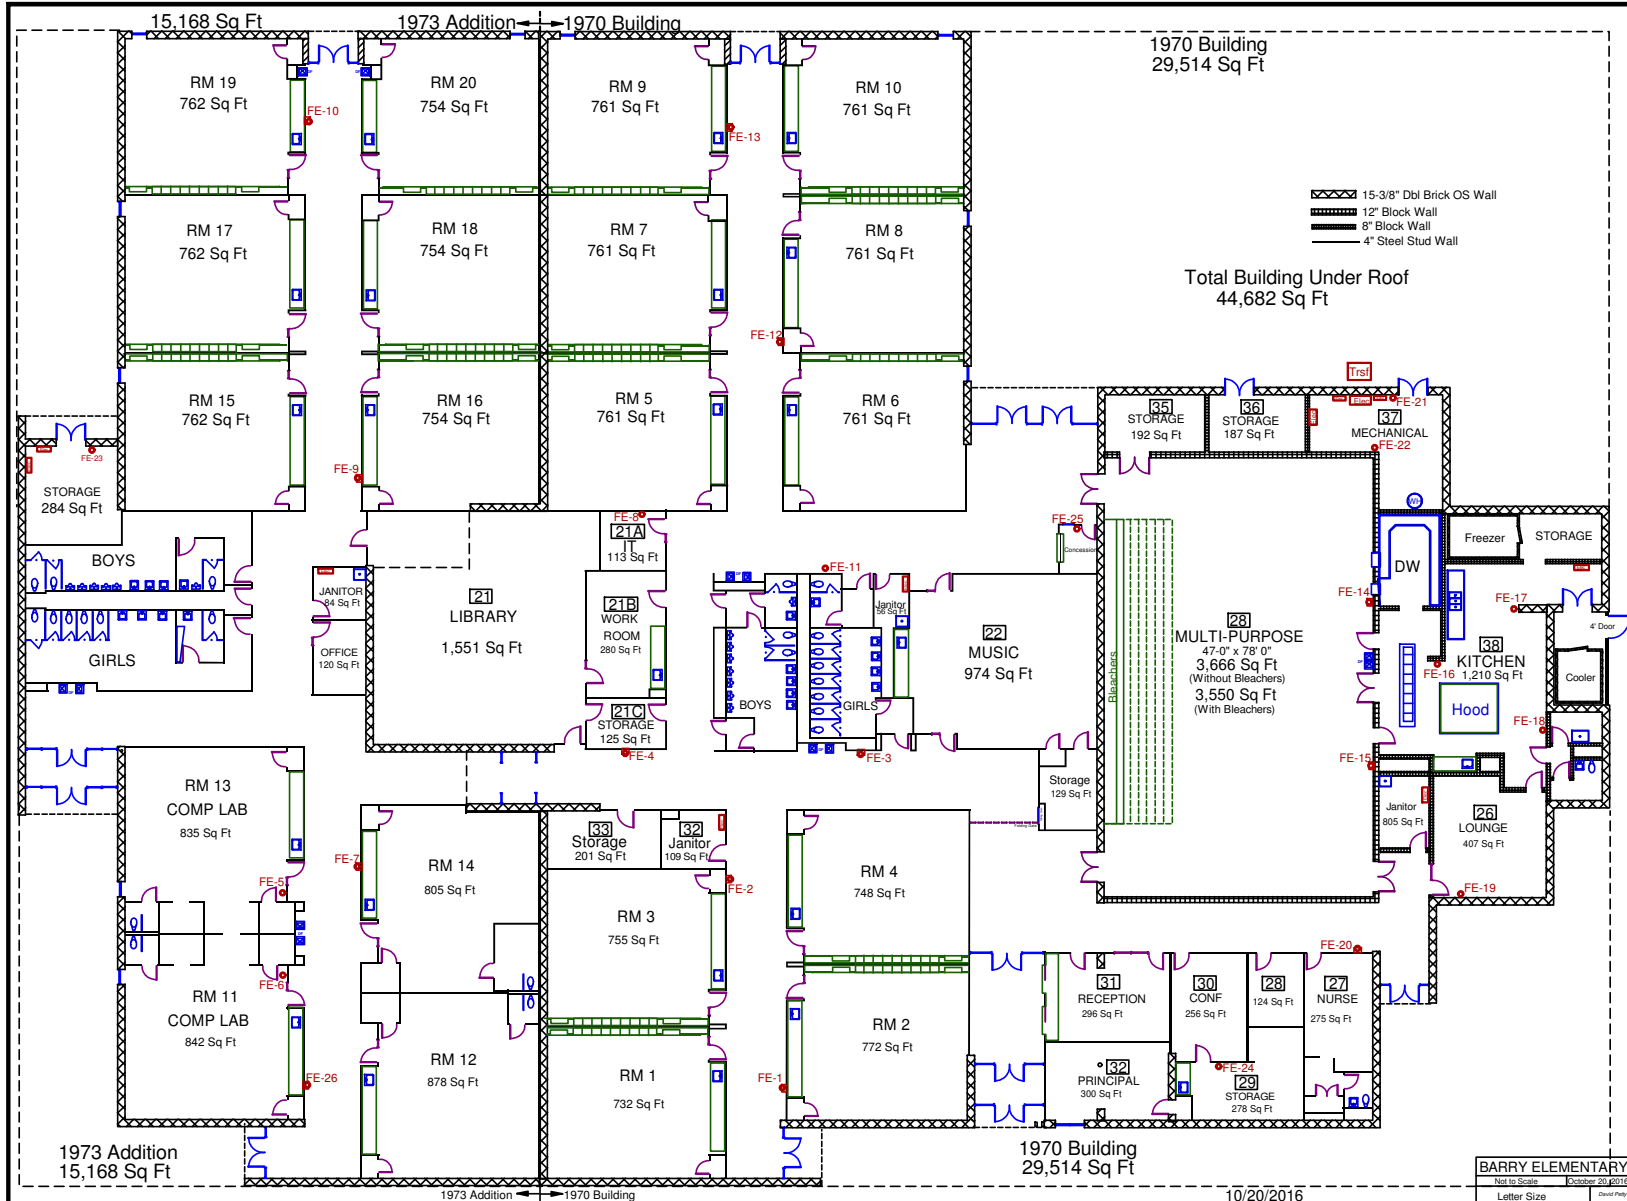 15,168 Sq Ft
1973 Addition
1970 Building
1970 Building
29,514 Sq Ft
RM 19
762 Sq Ft
FE-10
RM 20
754 Sq Ft
RM 9
761 Sq Ft
FE-13
RM 10
761 Sq Ft
15-3/8" Dbl Brick OS Wall
12" Block Wall
8" Block Wall
4" Steel Stud Wall
RM 17
762 Sq Ft
RM 18
754 Sq Ft
RM 7
761 Sq Ft
RM 8
761 Sq Ft
FE-12
Total Building Under Roof
44,682 Sq Ft
Trsf
RM 15
762 Sq Ft
RM 16
754 Sq Ft
RM 5
761 Sq Ft
RM 6
761 Sq Ft
FE-9
35
STORAGE
192 Sq Ft
36
STORAGE
187 Sq Ft
Elec
FE-21
37
MECHANICAL
FE-22
FE-23
STORAGE
284 Sq Ft
BOYS
GIRLS
JANITOR
84 Sq Ft
OFFICE
120 Sq Ft
21
LIBRARY
1,551 Sq Ft
FE-8
21A
IT
113 Sq Ft
21B
WORK
ROOM
280 Sq Ft
21C
STORAGE
125 Sq Ft
FE-4
BOYS
GIRLS
FE-11
Janitor
56 Sq Ft
FE-3
22
MUSIC
974 Sq Ft
FE-25
Concession
Bleachers
28
MULTI-PURPOSE
47-0" x 78' 0"
3,666 Sq Ft
(Without Bleachers)
3,550 Sq Ft
(With Bleachers)
WH
DW
Freezer
STORAGE
FE-14
FE-17
4' Door
FE-16
38
KITCHEN
1,210 Sq Ft
Cooler
Hood
FE-18
FE-15
Storage
129 Sq Ft
Folding Gate
Janitor
805 Sq Ft
26
LOUNGE
407 Sq Ft
FE-19
RM 13
COMP LAB
835 Sq Ft
FE-5
FE-7
RM 14
805 Sq Ft
33
Storage
201 Sq Ft
32
Janitor
109 Sq Ft
FE-2
RM 3
755 Sq Ft
RM 4
748 Sq Ft
FE-6
RM 11
COMP LAB
842 Sq Ft
FE-26
RM 12
878 Sq Ft
RM 1
732 Sq Ft
FE-1
RM 2
772 Sq Ft
FE-20
31
RECEPTION
296 Sq Ft
30
CONF
256 Sq Ft
28
124 Sq Ft
27
NURSE
275 Sq Ft
32
PRINCIPAL
300 Sq Ft
FE-24
29
STORAGE
278 Sq Ft
1973 Addition
15,168 Sq Ft
1970 Building
29,514 Sq Ft
1973 Addition
1970 Building
10/20/2016
BARRY ELEMENTARY
Not to Scale
October 20, 2016
Letter Size